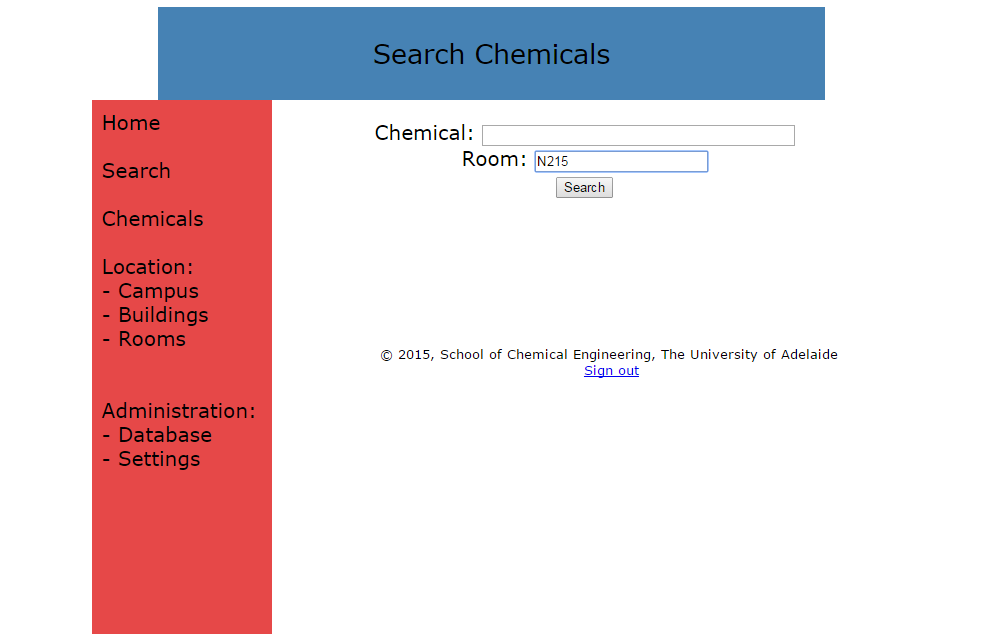 Search Chemicals
Home
Search
Chemicals
Location:
- Campus
- Buildings
- Rooms
Administration:
- Database
- Settings
Chemical:
Room: N215
Search
© 2015, School of Chemical Engineering, The University of Adelaide
Sign out